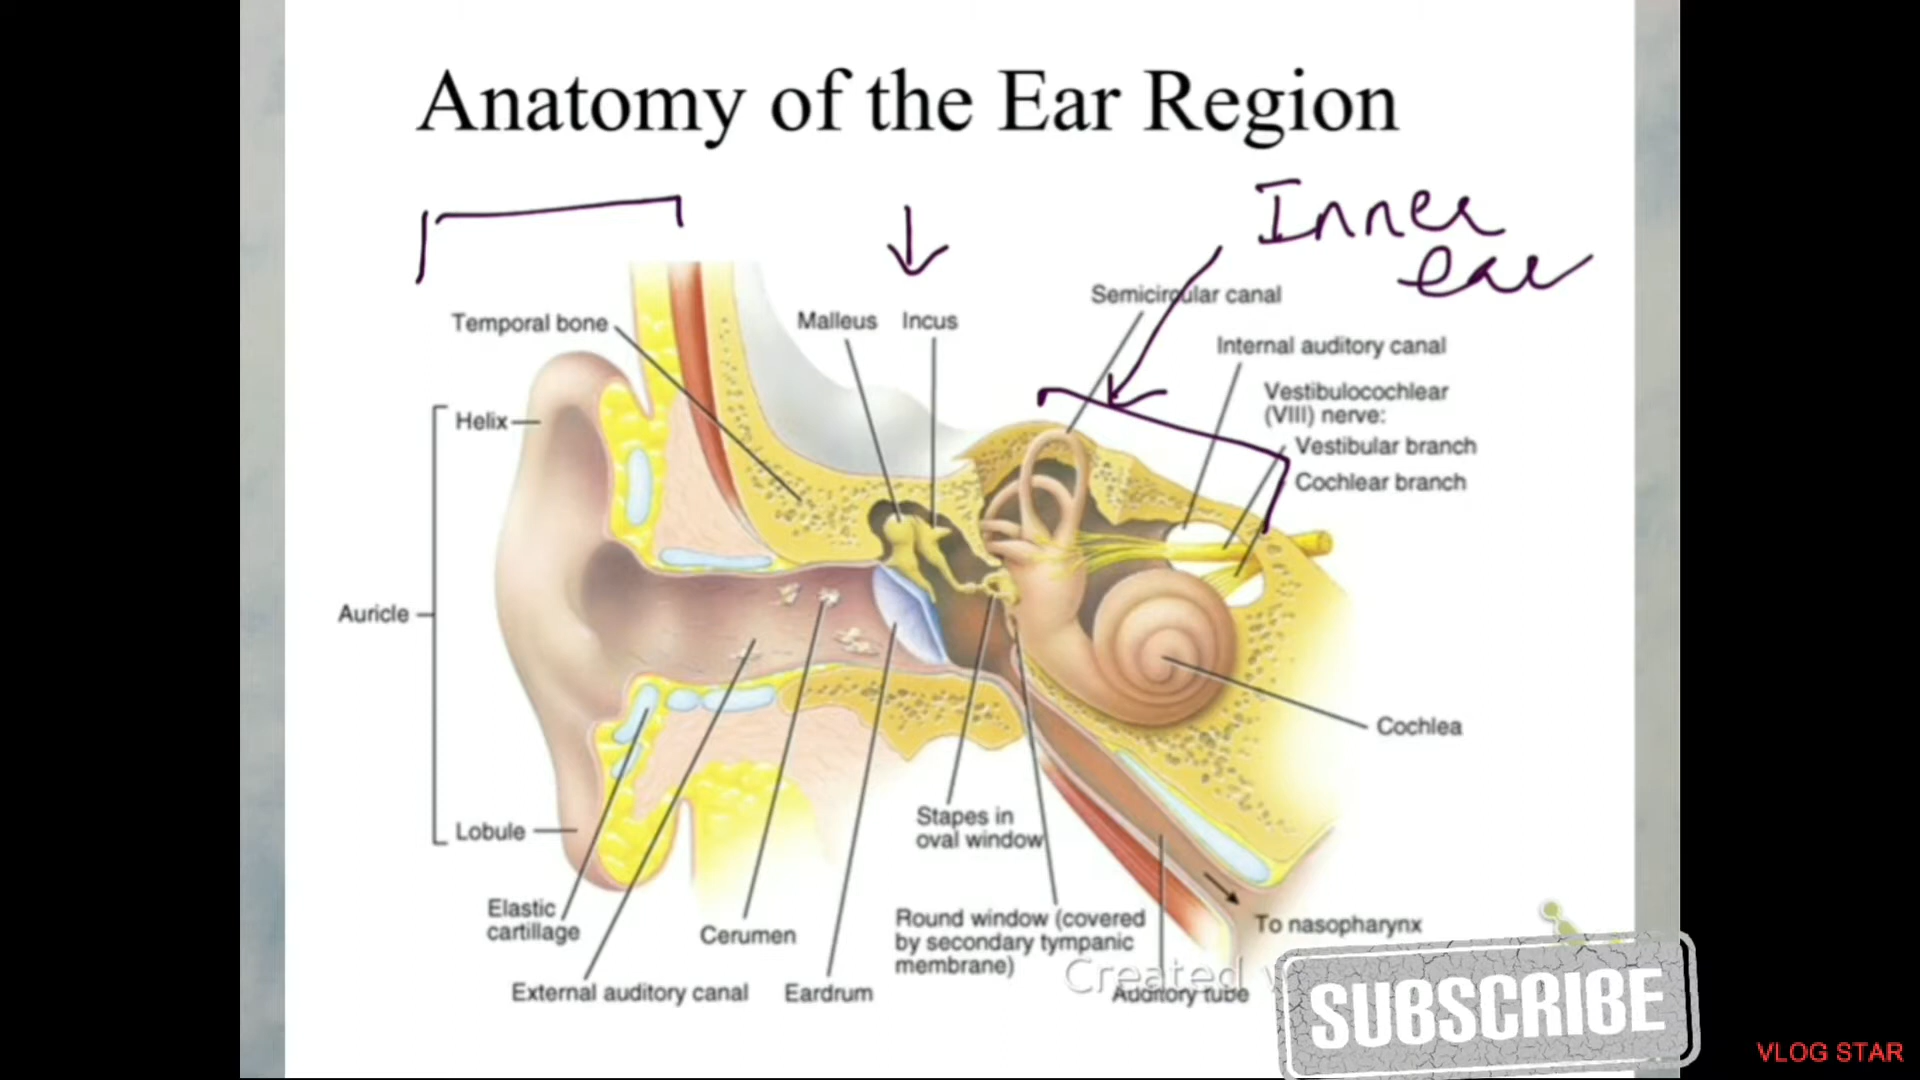 Anatomy of the Ear Region
Inner
ear
Semicircular canal
Temporal bone
Malleus
Incus
Internal auditory canal
Vestibulocochlear
(VIII) nerve:
Vestibular branch
Cochlear branch
Helix
Auricle
Lobule
Cochlea
Stapes in
oval window
Elastic
cartillage
Cerumen
Round window (covered
by secondary tympanic
membrane)
To nasopharynx
External auditory canal
Eardrum
Auditory tube
Created
SUBSCRIBE
VLOG STAR